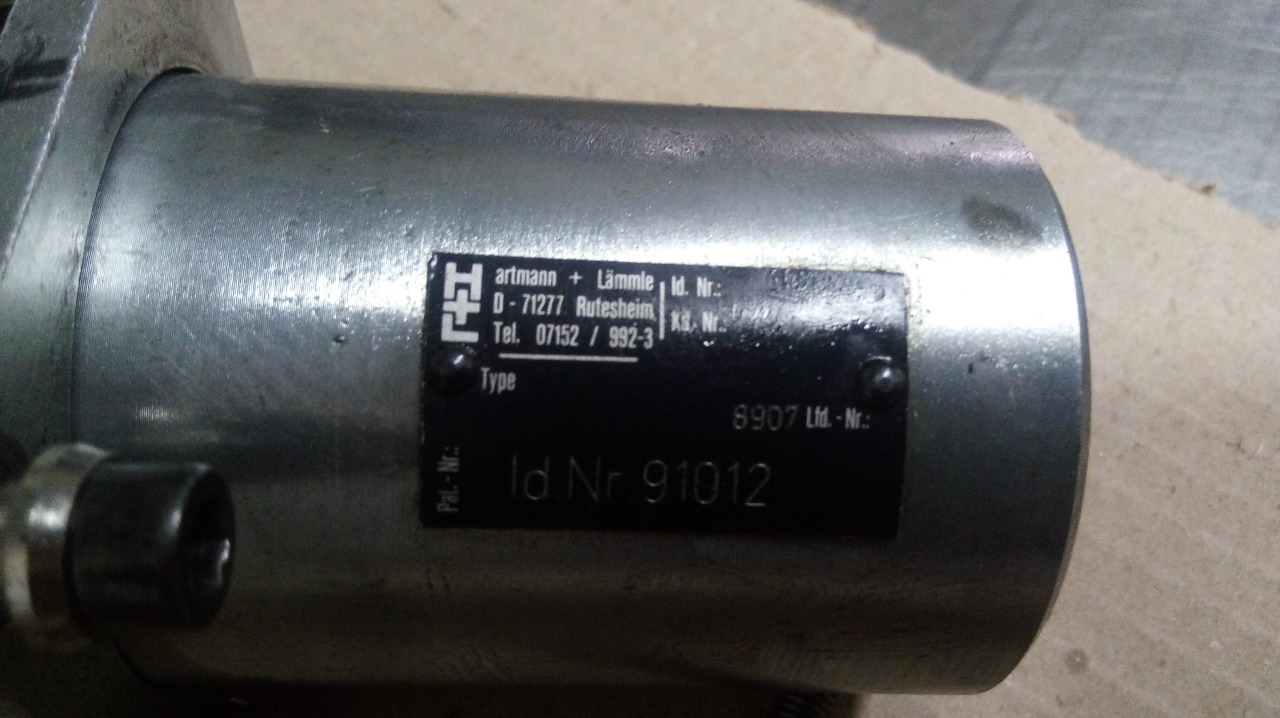 H+L
artmann + Lämmle
D - 71277 Rutesheim
Tel. 07152 / 992-3
Id. Nr.:
Kd. Nr.:
Type
8907 Lfd.-Nr.:
Pat.-Nr.:
Id Nr. 91012